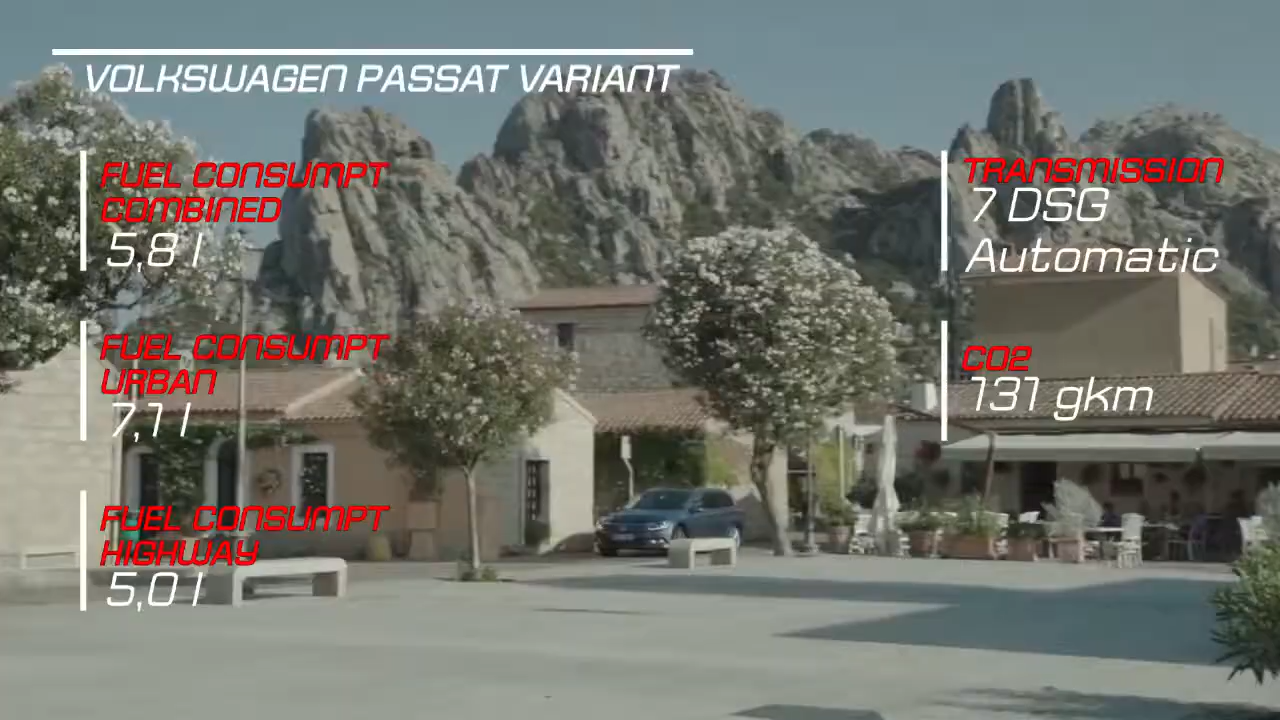 VOLKSWAGEN PASSAT VARIANT
FUEL CONSUMPT
COMBINED
5,8 l
FUEL CONSUMPT
URBAN
7,1 l
FUEL CONSUMPT
HIGHWAY
5,0 l
TRANSMISSION
7 DSG
Automatic
CO2
131 gkm